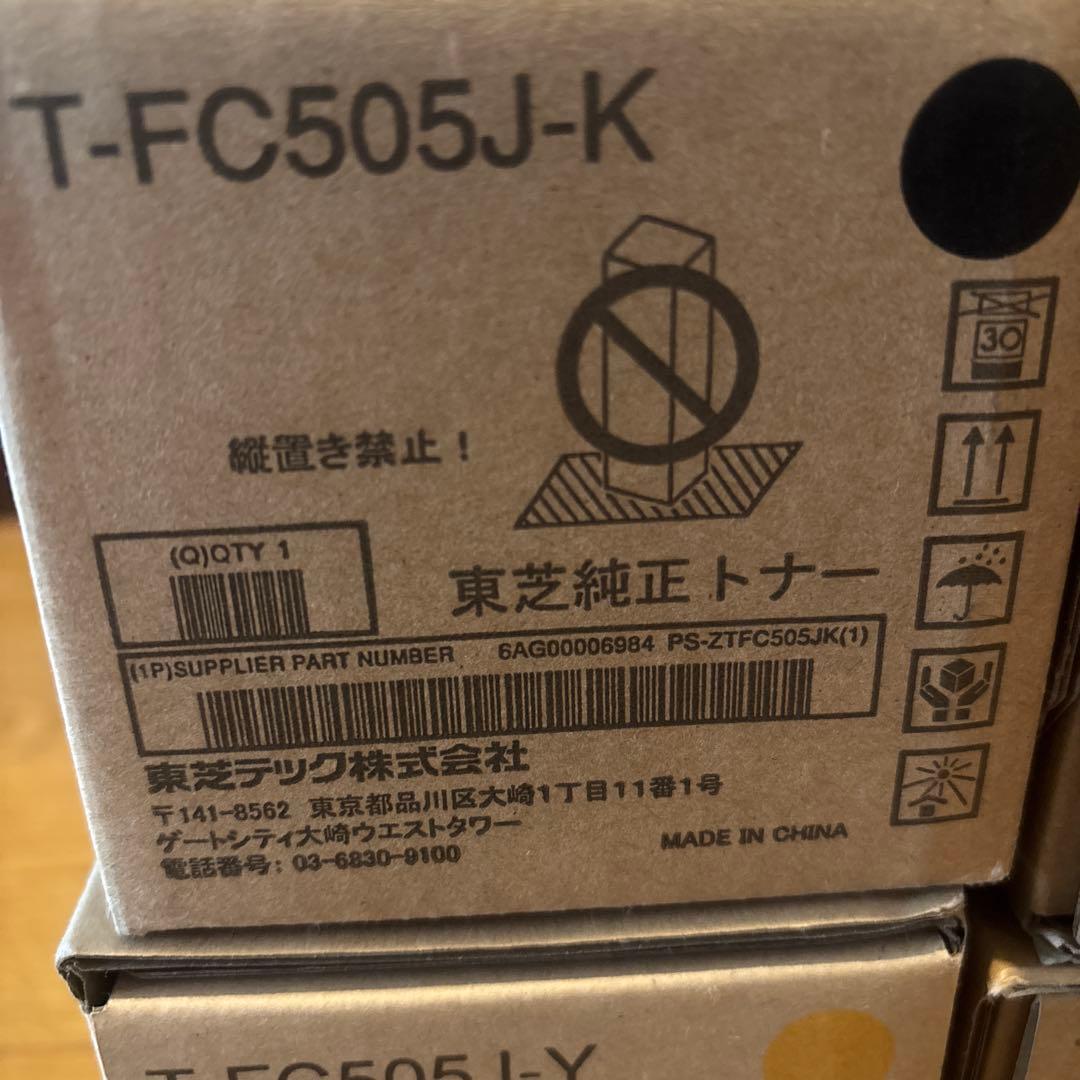 T-FC505J-K
30
縦置き禁止!
(Q)QTY 1
東芝純正トナー
(1P)SUPPLIER PART NUMBER 6AG00006984 PS-ZTFC505JK(1)
東芝テック株式会社
〒141-8562 東京都品川区大崎1丁目11番1号
ゲートシティ大崎ウエストタワー
電話番号: 03-6830-9100
MADE IN CHINA
T-FC505J-Y